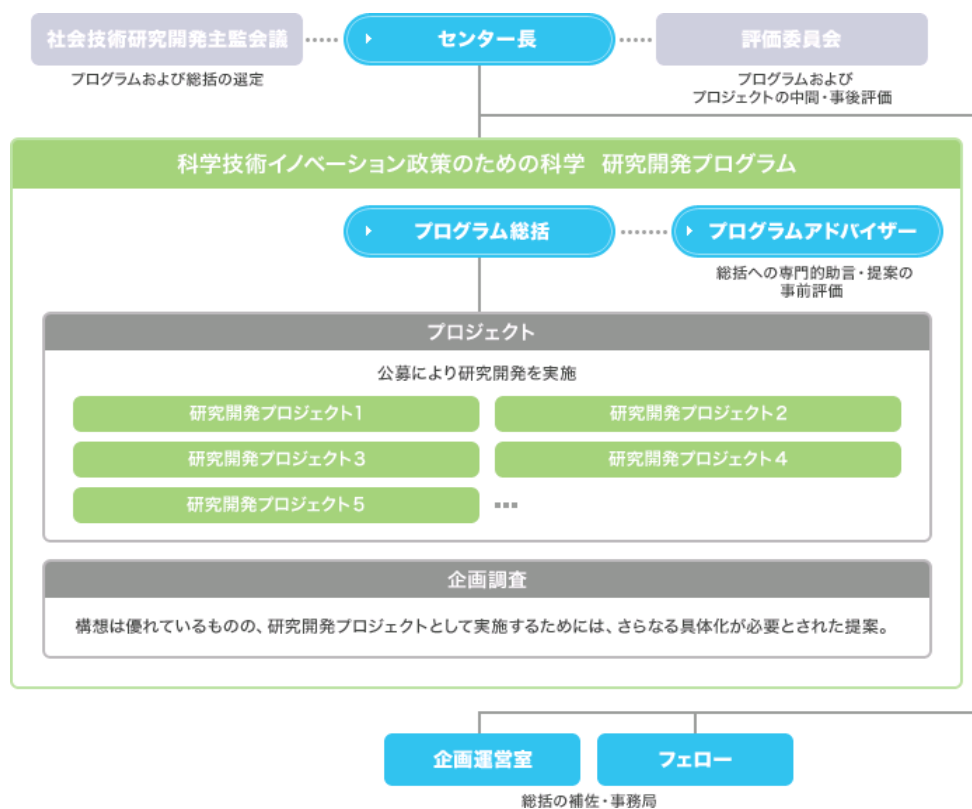 社会技術研究開発主監会議
センター長
評価委員会
プログラムおよび総括の選定
プログラムおよび
プロジェクトの中間・事後評価
科学技術イノベーション政策のための科学 研究開発プログラム
プログラム総括
プログラムアドバイザー
総括への専門的助言・提案の
事前評価
プロジェクト
公募により研究開発を実施
研究開発プロジェクト1
研究開発プロジェクト2
研究開発プロジェクト3
研究開発プロジェクト4
研究開発プロジェクト5
企画調査
構想は優れているものの、研究開発プロジェクトとして実施するためには、さらなる具体化が必要とされた提案。
企画運営室
フェロー
総括の補佐・事務局